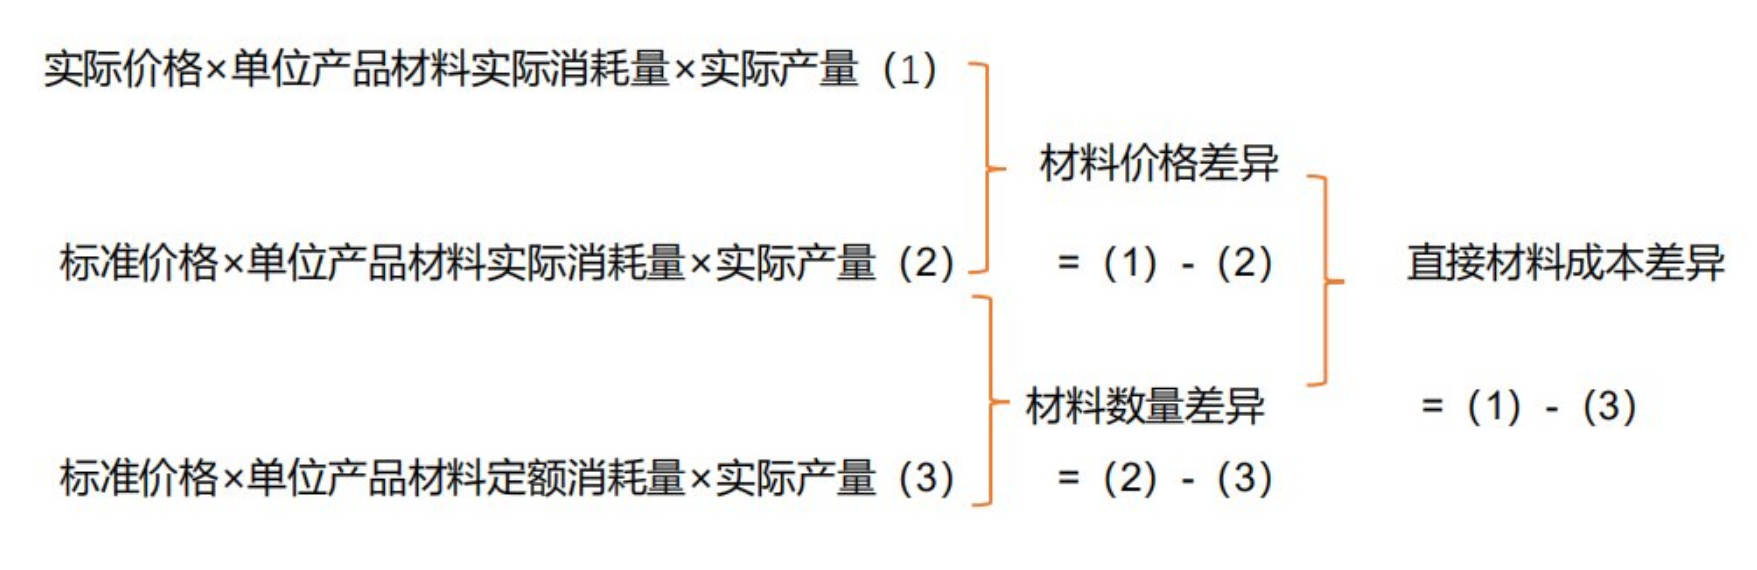 实际价格×单位产品材料实际消耗量×实际产量（1）
材料价格差异
标准价格×单位产品材料实际消耗量×实际产量（2）
=（1）-（2）
直接材料成本差异
材料数量差异
=（1）-（3）
标准价格×单位产品材料定额消耗量×实际产量（3）
=（2）-（3）